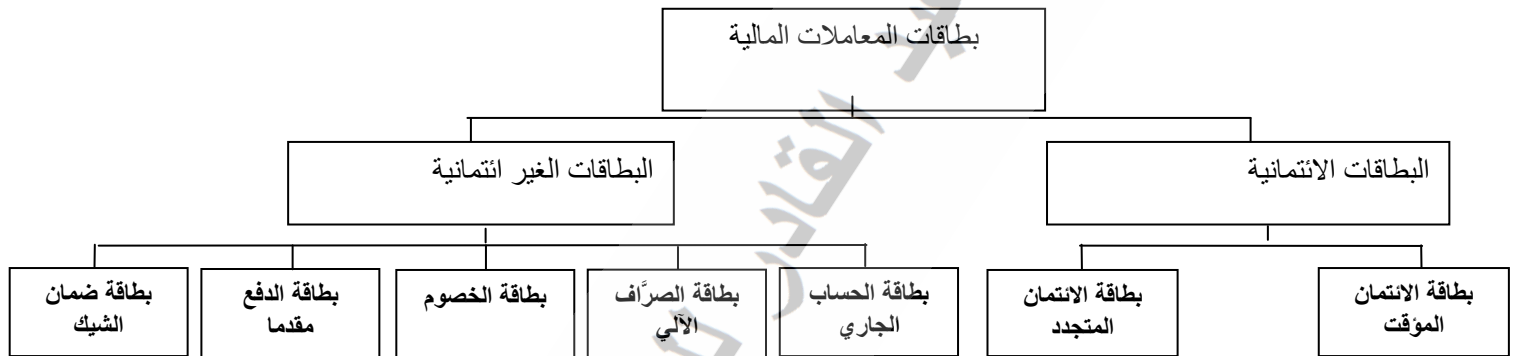 بطاقات المعاملات المالية
البطاقات الائتمانية
البطاقات الغير ائتمانية
بطاقة الائتمان
المؤقت
بطاقة الائتمان
المتجدد
بطاقة الحساب
الجاري
بطاقة الصرَّاف
الآلي
بطاقة الخصوم
بطاقة الدفع
مقدما
بطاقة ضمان
الشيك
القادر